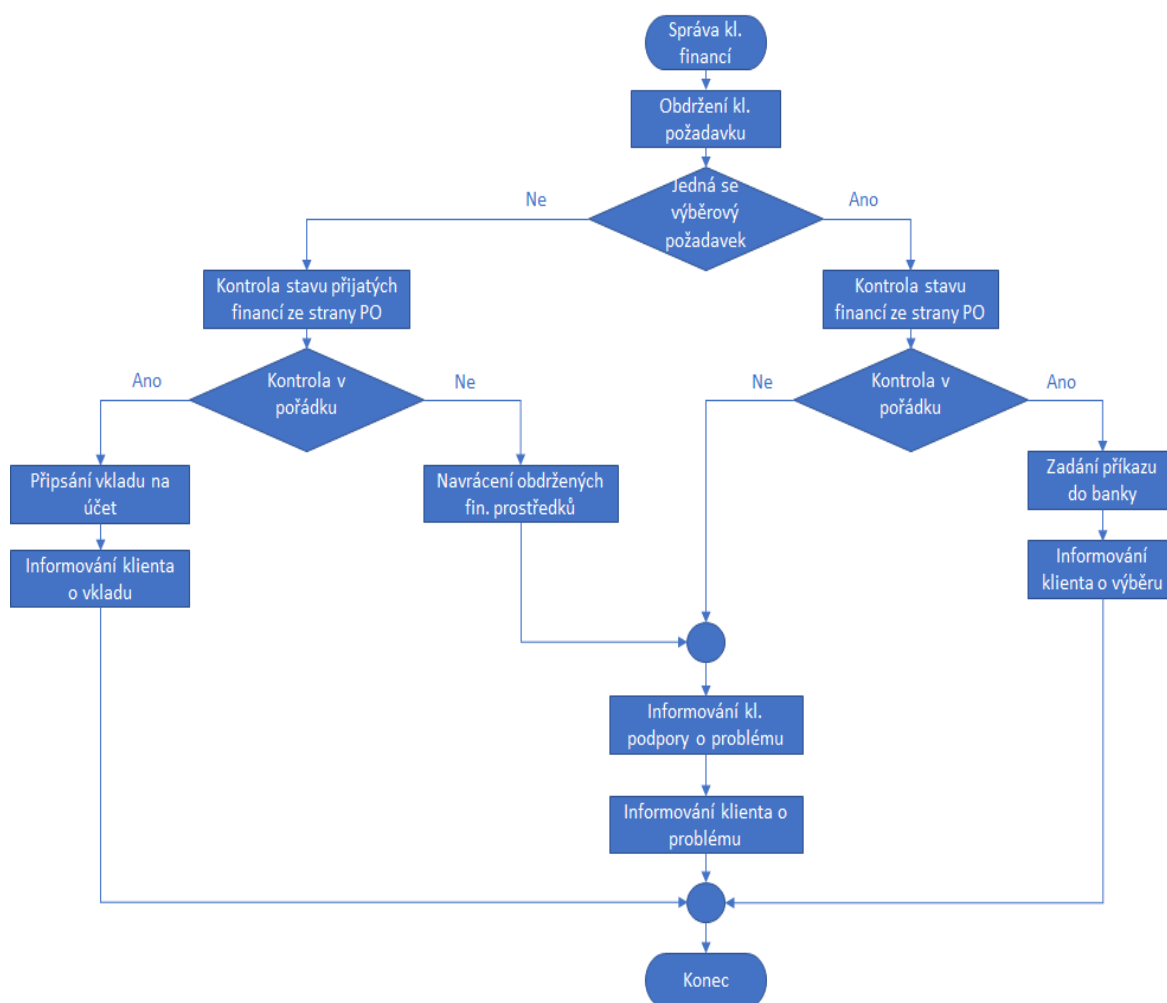 Správa kl.
financí
Obdržení kl.
požadavku
Jedná se
výběrový
požadavek
Ne
Ano
Kontrola stavu přijatých
financí ze strany PO
Kontrola stavu
financí ze strany PO
Ano
Kontrola v
pořádku
Ne
Ne
Kontrola v
pořádku
Ano
Připsání vkladu na
účet
Navrácení obdržených
fin. prostředků
Zadání příkazu
do banky
Informování klienta
o vkladu
Informování
klienta o výběru
Informování kl.
podpory o problému
Informování klienta o
problému
Konec